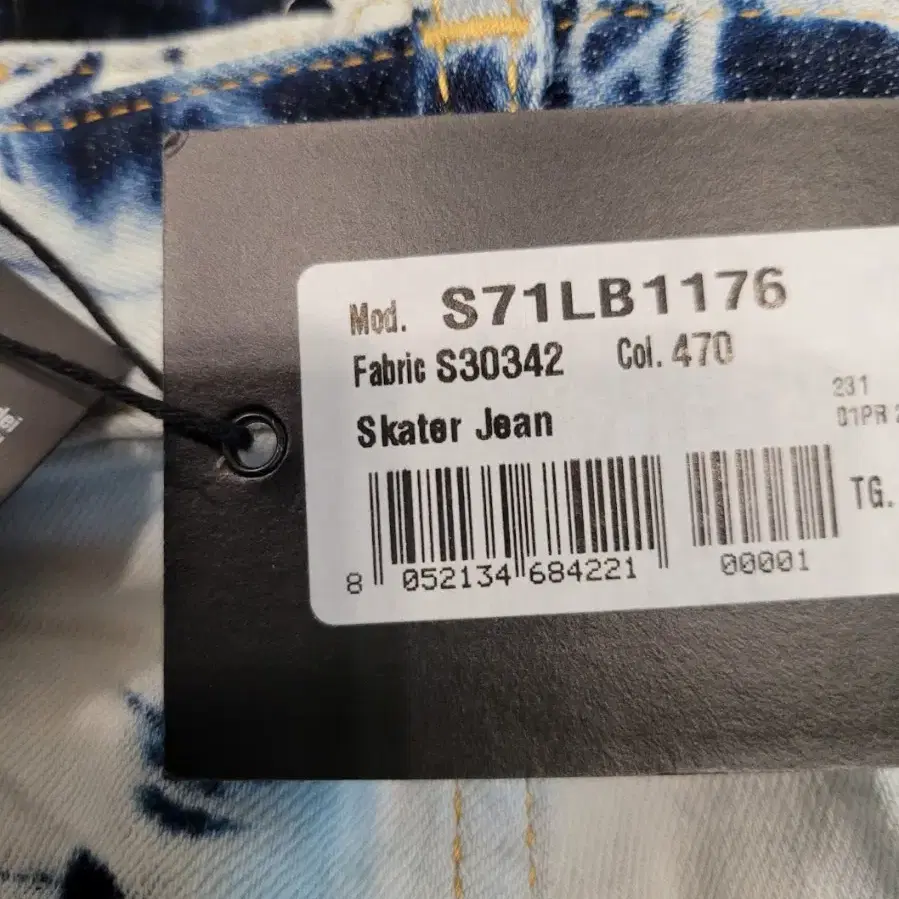 Mod. S71LB1176
Fabric S30342 Col. 470
231
01PR
Skater Jean
TG.
8 052134 684221
00001